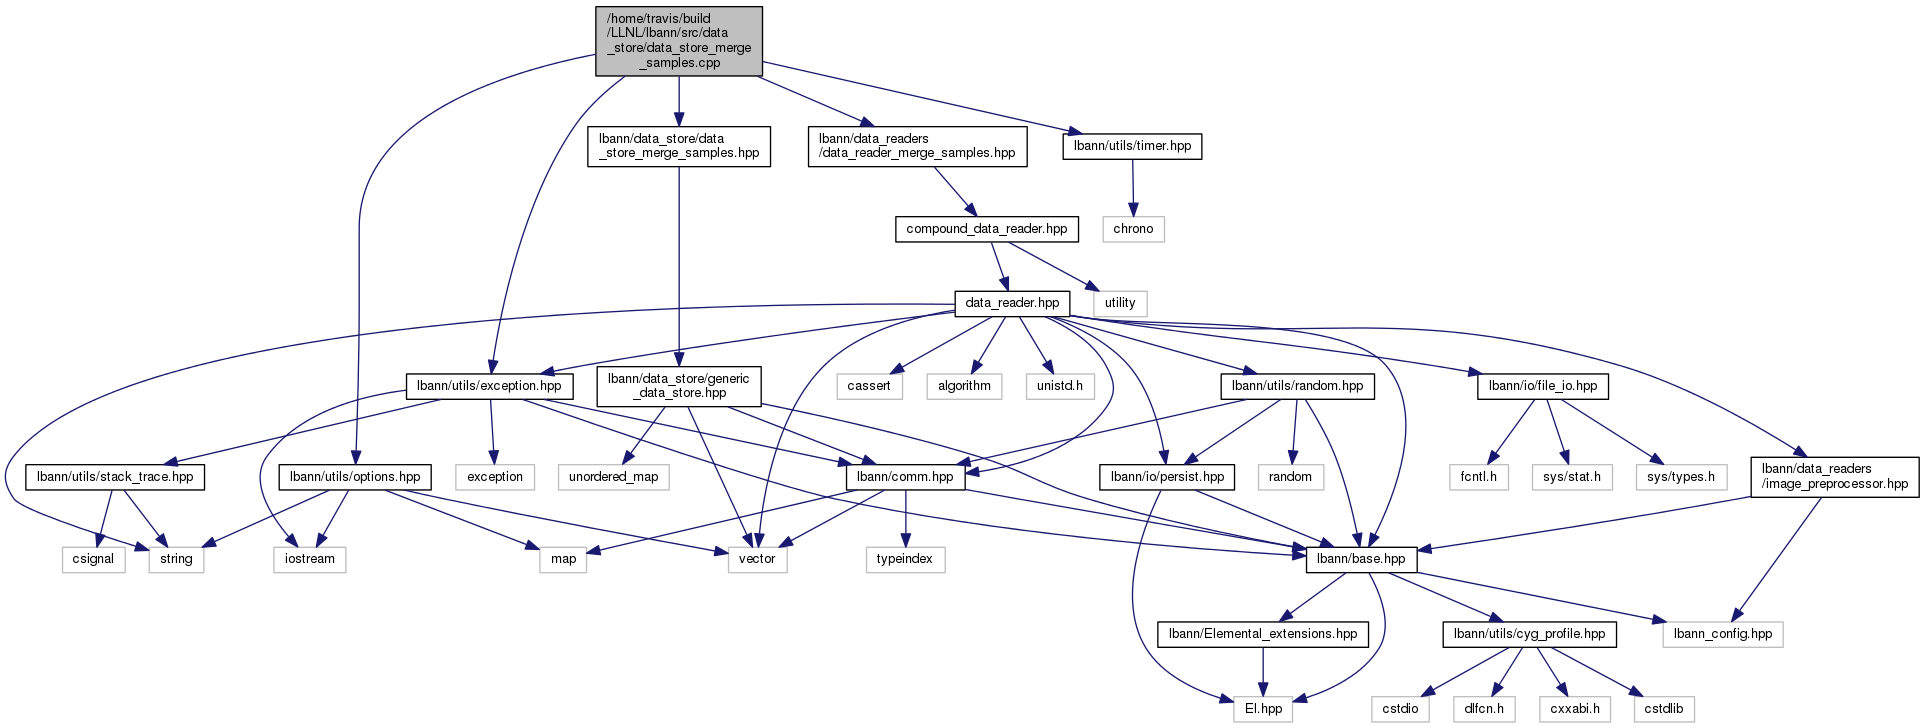 /home/travis/build
/LLNL/lbann/src/data
_store/data_store_merge
_samples.cpp
lbann/data_store/data
_store_merge_samples.hpp
lbann/data_readers
/data_reader_merge_samples.hpp
lbann/utils/timer.hpp
compound_data_reader.hpp
chrono
data_reader.hpp
utility
lbann/utils/exception.hpp
lbann/data_store/generic
_data_store.hpp
cassert
algorithm
unistd.h
lbann/utils/random.hpp
lbann/io/file_io.hpp
lbann/utils/stack_trace.hpp
lbann/utils/options.hpp
exception
unordered_map
lbann/comm.hpp
lbann/io/persist.hpp
random
fcntl.h
sys/stat.h
sys/types.h
lbann/data_readers
/image_preprocessor.hpp
csignal
string
iostream
map
vector
typeindex
lbann/base.hpp
lbann/Elemental_extensions.hpp
lbann/utils/cyg_profile.hpp
lbann_config.hpp
El.hpp
cstdio
dlfcn.h
cxxabi.h
cstdlib